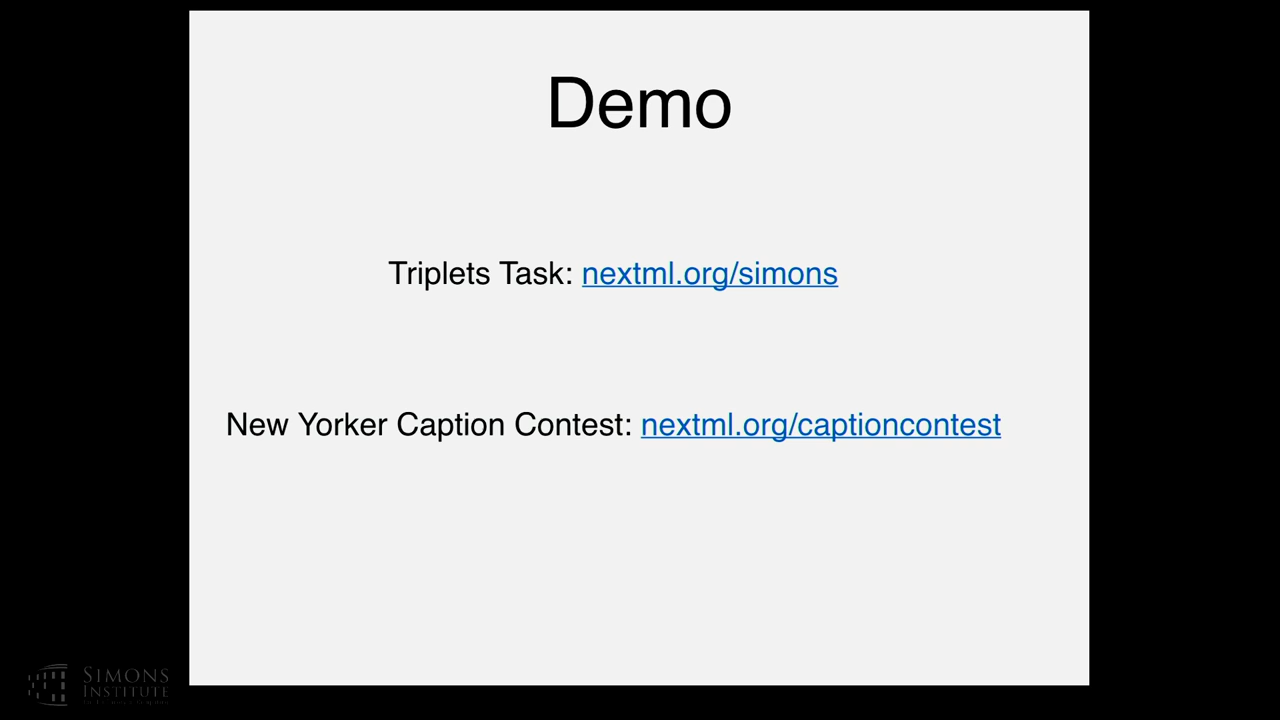 Demo
Triplets Task: nextml.org/simons
New Yorker Caption Contest: nextml.org/captioncontest
SIMONS
INSTITUTE